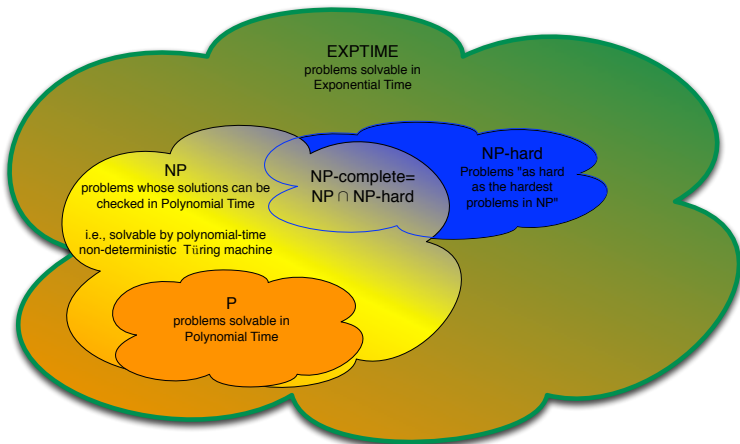 EXPTIME
problems solvable in
Exponential Time
NP
problems whose solutions can be
checked in Polynomial Time
i.e., solvable by polynomial-time
non-deterministic Türing machine
NP-complete=
NP ∩ NP-hard
NP-hard
Problems "as hard
as the hardest
problems in NP"
P
problems solvable in
Polynomial Time